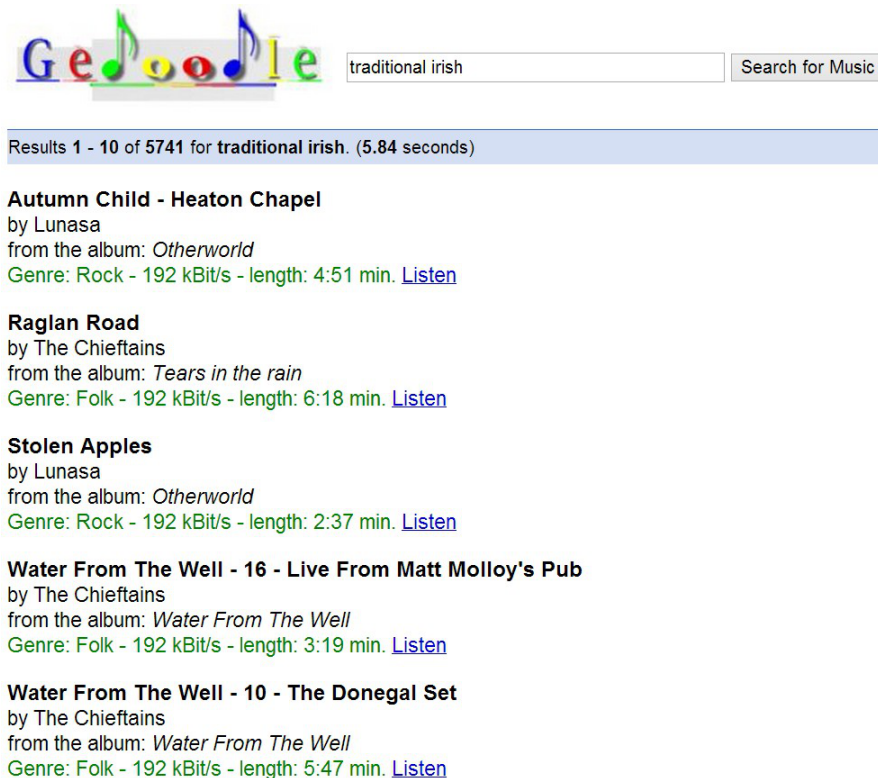 Gedoodle
traditional irish
Search for Music
Results 1 - 10 of 5741 for traditional irish. (5.84 seconds)
Autumn Child - Heaton Chapel
by Lunasa
from the album: Otherworld
Genre: Rock - 192 kBit/s - length: 4:51 min. Listen
Raglan Road
by The Chieftains
from the album: Tears in the rain
Genre: Folk - 192 kBit/s - length: 6:18 min. Listen
Stolen Apples
by Lunasa
from the album: Otherworld
Genre: Rock - 192 kBit/s - length: 2:37 min. Listen
Water From The Well - 16 - Live From Matt Molloy's Pub
by The Chieftains
from the album: Water From The Well
Genre: Folk - 192 kBit/s - length: 3:19 min. Listen
Water From The Well - 10 - The Donegal Set
by The Chieftains
from the album: Water From The Well
Genre: Folk - 192 kBit/s - length: 5:47 min. Listen